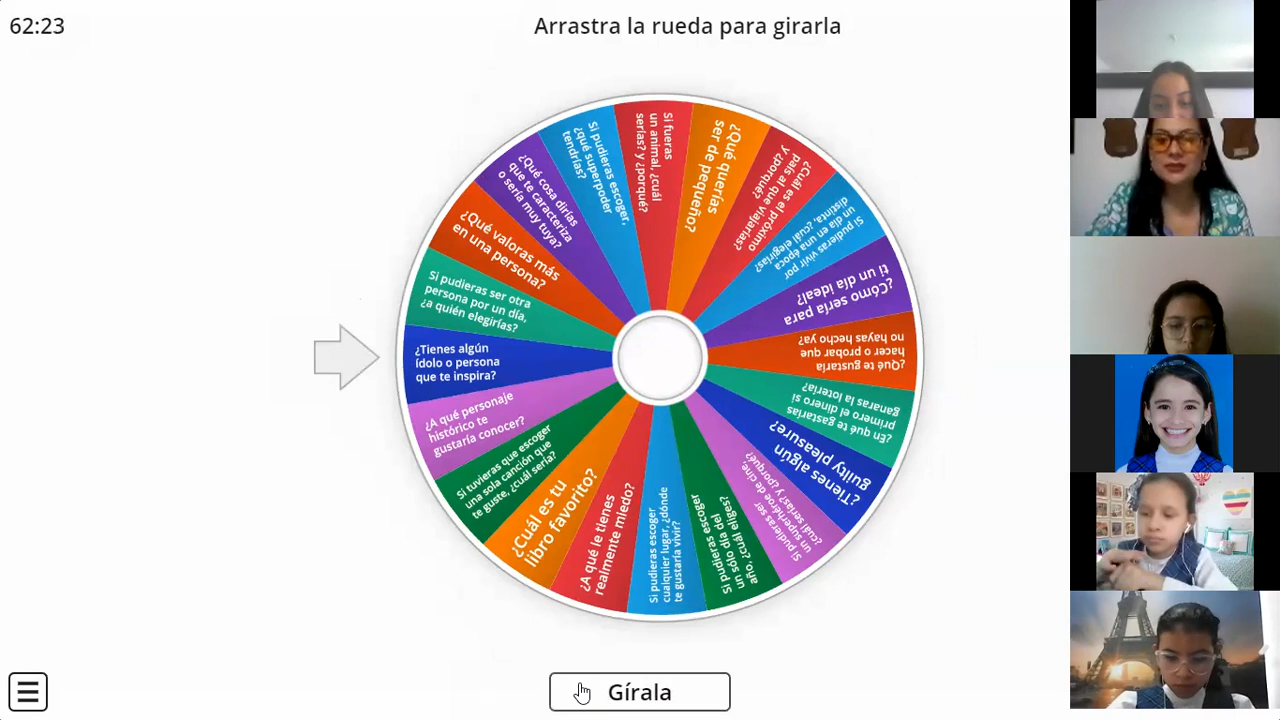 62:23
Arrastra la rueda para girarla
Si fueras
un animal, ¿cuál
serías? y ¿porqué?
¿Qué querías
ser de pequeño?
¿Cuál es el próximo
país al que viajarías?
y ¿porqué?
Si pudieras vivir por
un día en una época
distinta, ¿cuál elegirías?
¿Cómo sería para
ti un día ideal?
¿Qué te gustaría
hacer o probar que
no hayas hecho ya?
¿En qué te gastarías
primero el dinero si
ganaras la lotería?
¿Tienes algún
guilty pleasure?
Si pudieras ser
un superhéroe de cine,
¿cuál serías? y ¿porqué?
Si pudieras escoger
un sólo día del
año, ¿cuál eliges?
Si pudieras escoger
cualquier lugar, ¿dónde
te gustaría vivir?
¿A qué le tienes
realmente miedo?
¿Cuál es tu
libro favorito?
Si tuvieras que escoger
una sola canción que
te guste, ¿cuál sería?
¿A qué personaje
histórico te
gustaría conocer?
¿Tienes algún
ídolo o persona
que te inspira?
Si pudieras ser otra
persona por un día,
¿a quién elegirías?
¿Qué valoras más
en una persona?
¿Qué cosa dirías
que te caracteriza
o sería muy tuya?
Si pudieras escoger,
¿qué superpoder
tendrías?
Gírala